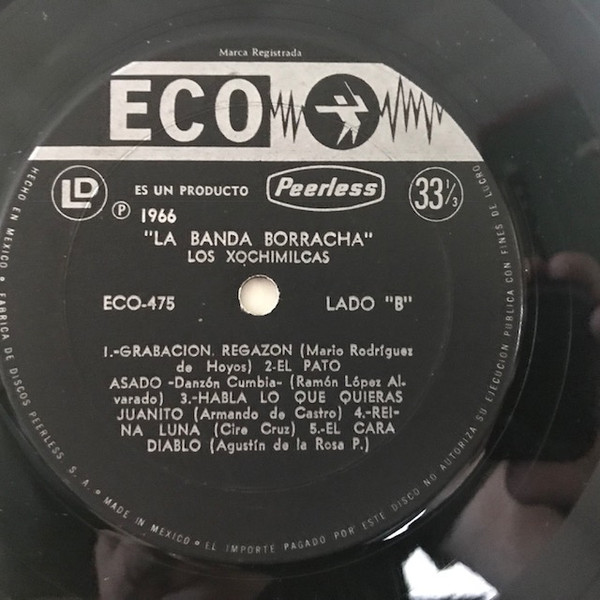 Marca Registrada
ECO
LD
ES UN PRODUCTO
Peerless
33 1/3
Ⓟ 1966
"LA BANDA BORRACHA"
LOS XOCHIMILCAS
ECO-475 LADO "B"
1.-GRABACION. REGAZON (Mario Rodríguez
de Hoyos) 2-EL PATO
ASADO -Danzón Cumbia- (Ramón López Al-
varado) 3.-HABLA LO QUE QUIERAS
JUANITO (Armando de Castro) 4.-REI-
NA LUNA (Cire Cruz) 5.-EL CARA
DIABLO (Agustín de la Rosa P.)
HECHO EN MEXICO • FABRICA DE DISCOS PEERLESS S. A. • MADE IN MEXICO • EL IMPORTE PAGADO POR ESTE DISCO NO AUTORIZA SU EJECUCION PUBLICA CON FINES DE LUCRO